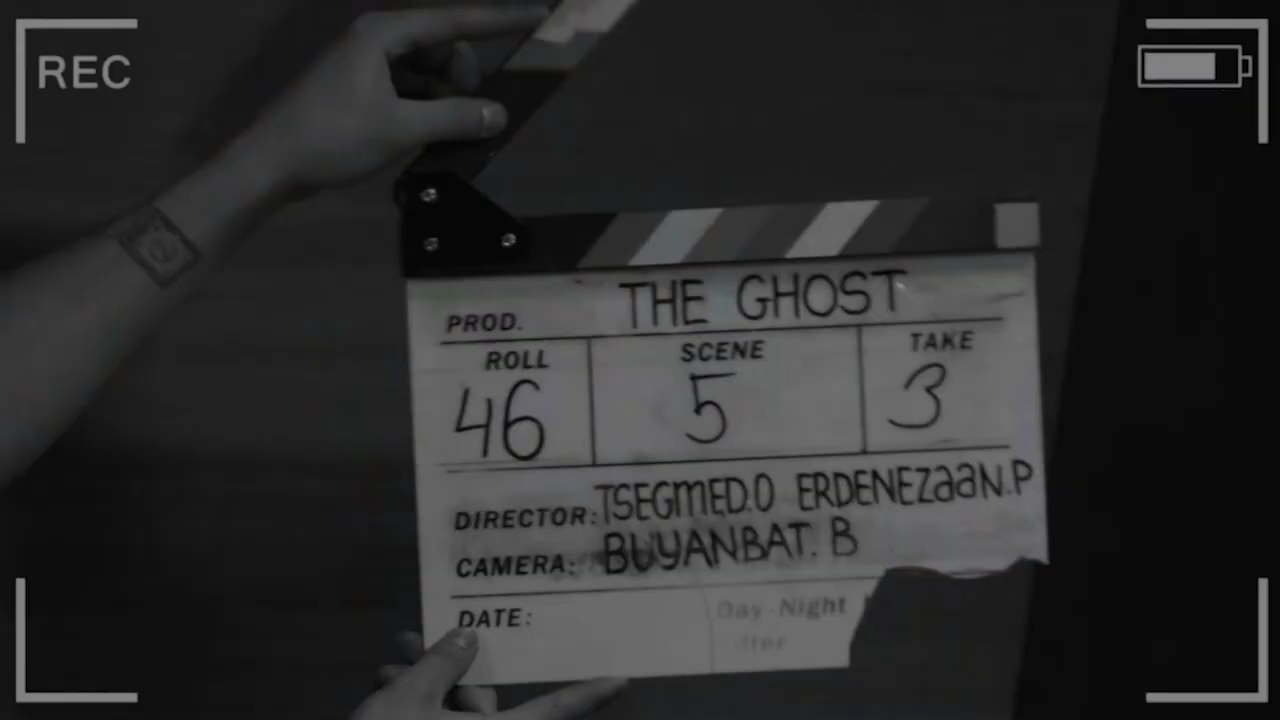 REC
THE GHOST
PROD.
ROLL SCENE TAKE
46 5 3
DIRECTOR: TSEGMED.O ERDENEZaaN.P
CAMERA: BUYANBAT. B
DATE:
Day Night